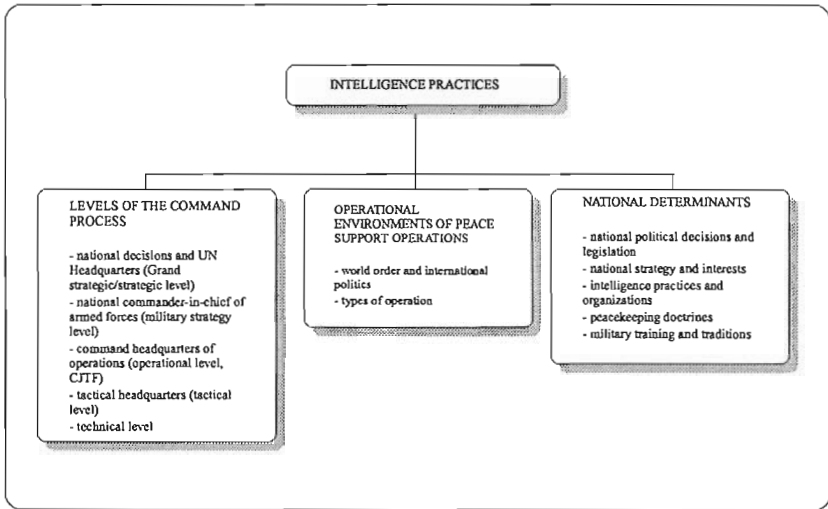 INTELLIGENCE PRACTICES
LEVELS OF THE COMMAND
PROCESS
- national decisions and UN
Headquarters (Grand
strategic/strategic level)
- national commander-in-chief of
armed forces (military strategy
level)
- command headquarters of
operations (operational level,
CJTF)
- tactical headquarters (tactical
level)
- technical level
OPERATIONAL
ENVIRONMENTS OF PEACE
SUPPORT OPERATIONS
- world order and international
politics
- types of operation
NATIONAL DETERMINANTS
- national political decisions and
legislation
- national strategy and interests
- intelligence practices and
organizations
- peacekeeping doctrines
- military training and traditions